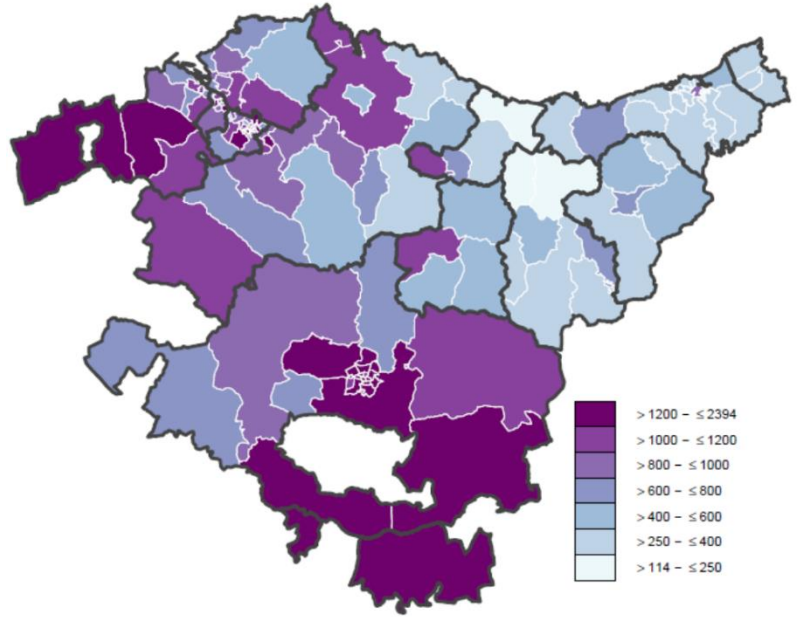 > 1200 – ≤ 2394
> 1000 – ≤ 1200
> 800 – ≤ 1000
> 600 – ≤ 800
> 400 – ≤ 600
> 250 – ≤ 400
> 114 – ≤ 250